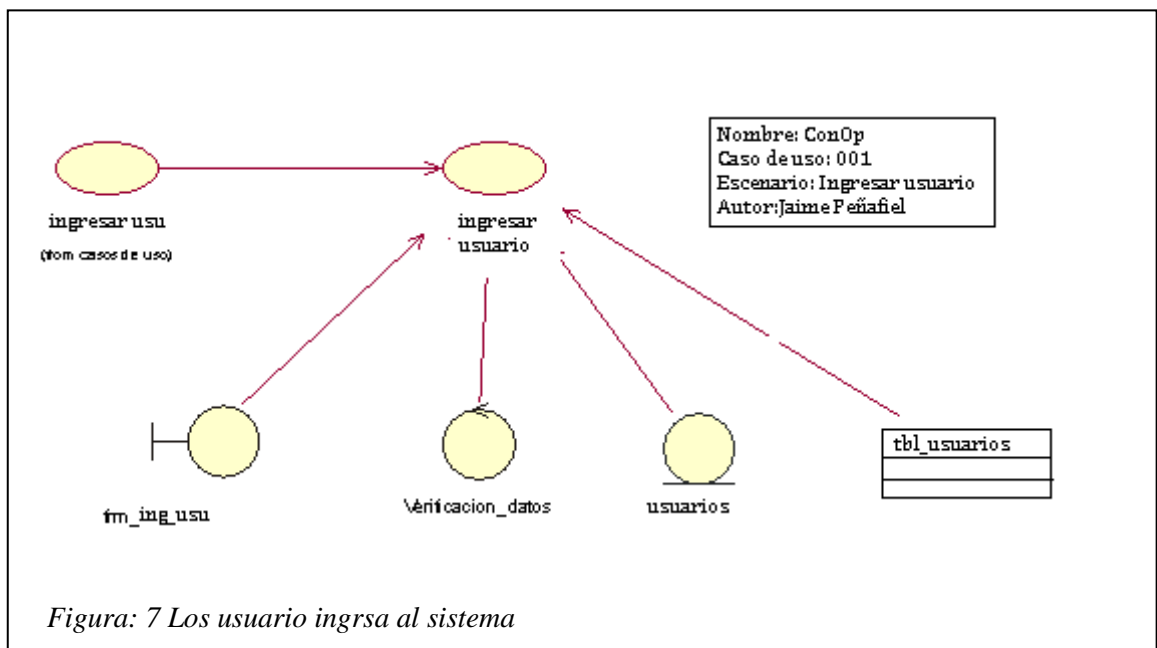 Nombre: ConOp
Caso de uso: 001
Escenario: Ingresar usuario
Autor:Jaime Peñafiel
ingresar usu
(from casos de uso)
ingresar
usuario
frm_ing_usu
Verificacion_datos
usuarios
tbl_usuarios
Figura: 7 Los usuario ingrsa al sistema